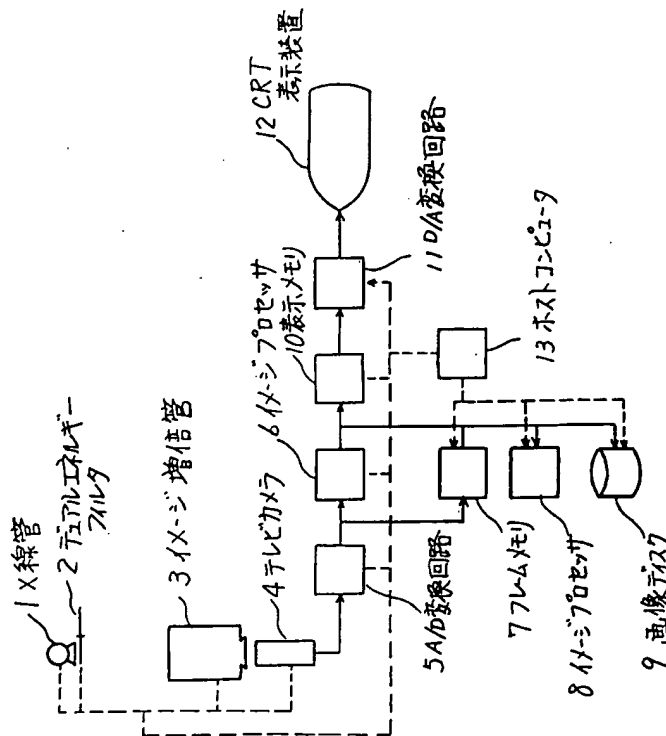 1 X線管
2 デュアルエネルギー
フィルタ
3 イメージ増倍管
4 テレビカメラ
5 A/D変換回路
6 イメージプロセッサ
7 フレームメモリ
8 イメージプロセッサ
9 画像ディスク
10 表示メモリ
11 D/A変換回路
12 CRT
表示装置
13 ホストコンピュータ